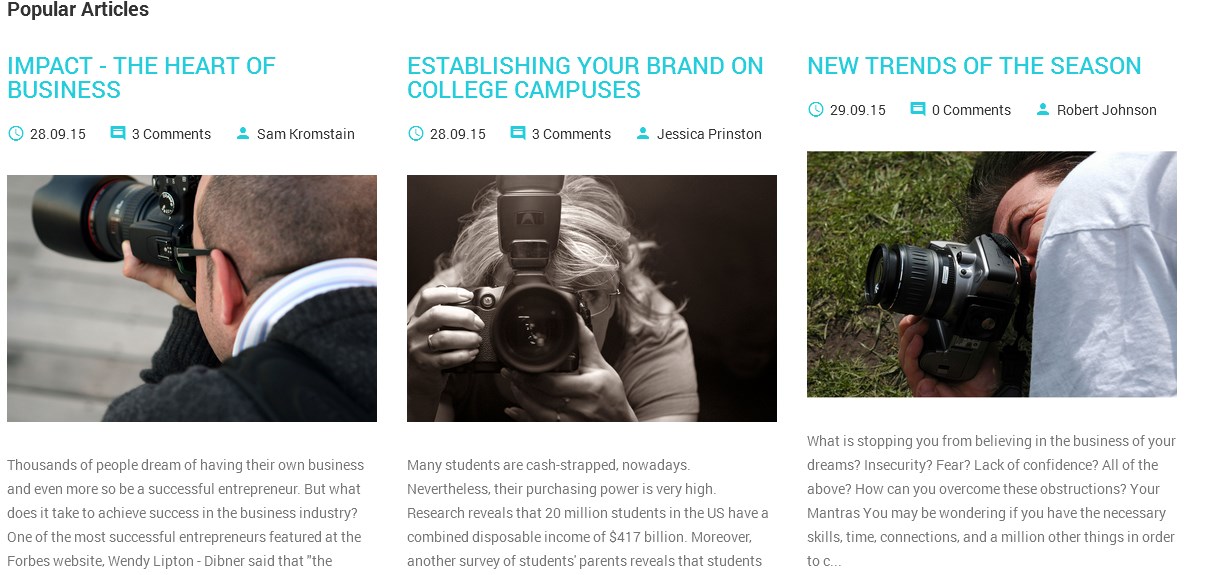 Popular Articles
IMPACT - THE HEART OF
BUSINESS
28.09.15 3 Comments Sam Kromstain
Thousands of people dream of having their own business
and even more so be a successful entrepreneur. But what
does it take to achieve success in the business industry?
One of the most successful entrepreneurs featured at the
Forbes website, Wendy Lipton - Dibner said that "the
ESTABLISHING YOUR BRAND ON
COLLEGE CAMPUSES
28.09.15 3 Comments Jessica Prinston
Many students are cash-strapped, nowadays.
Nevertheless, their purchasing power is very high.
Research reveals that 20 million students in the US have a
combined disposable income of $417 billion. Moreover,
another survey of students' parents reveals that students
NEW TRENDS OF THE SEASON
29.09.15 0 Comments Robert Johnson
What is stopping you from believing in the business of your
dreams? Insecurity? Fear? Lack of confidence? All of the
above? How can you overcome these obstructions? Your
Mantras You may be wondering if you have the necessary
skills, time, connections, and a million other things in order
to c...